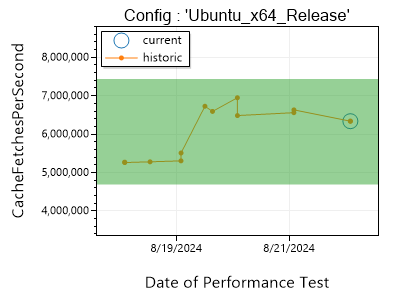 Config : 'Ubuntu_x64_Release'
current
historic
CacheFetchesPerSecond
8,000,000
7,000,000
6,000,000
5,000,000
4,000,000
8/19/2024
8/21/2024
Date of Performance Test